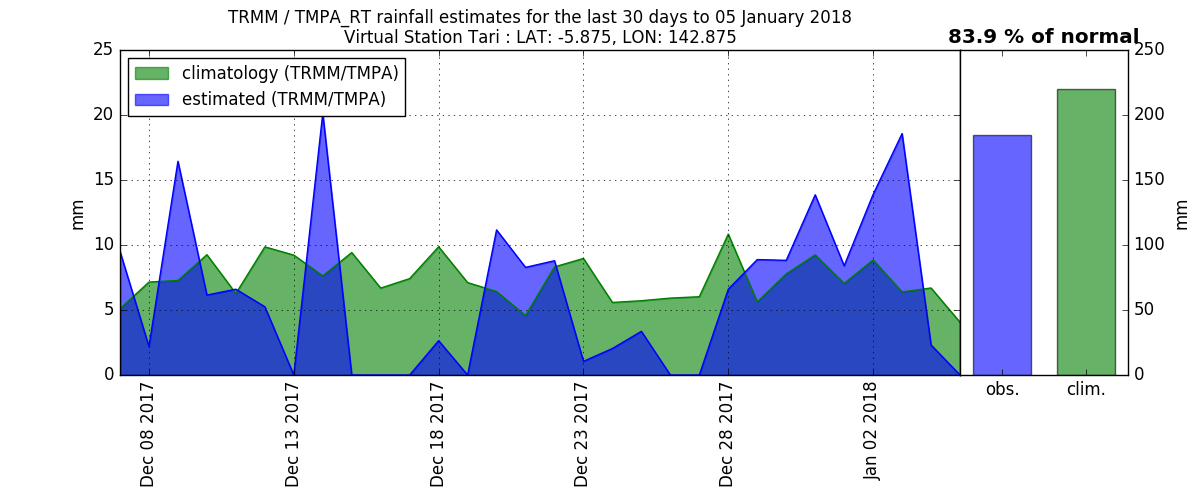 TRMM / TMPA_RT rainfall estimates for the last 30 days to 05 January 2018
Virtual Station Tari : LAT: -5.875, LON: 142.875
83.9 % of normal
climatology (TRMM/TMPA)
estimated (TRMM/TMPA)
25
20
15
10
5
0
mm
Dec 08 2017
Dec 13 2017
Dec 18 2017
Dec 23 2017
Dec 28 2017
Jan 02 2018
obs.
clim.
250
200
150
100
50
0
mm